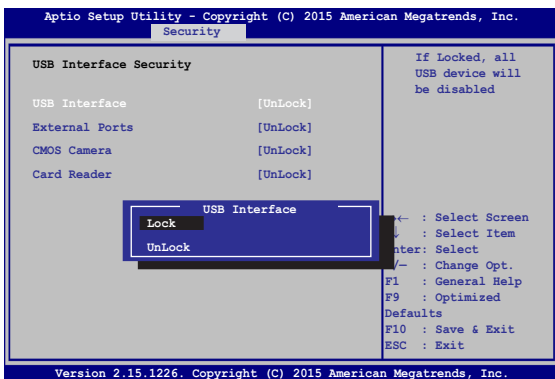 Aptio Setup Utility - Copyright (C) 2015 American Megatrends, Inc.
Security
USB Interface Security
USB Interface [UnLock]
External Ports [UnLock]
CMOS Camera [UnLock]
Card Reader [UnLock]
USB Interface
Lock
UnLock
If Locked, all
USB device will
be disabled
← : Select Screen
↓ : Select Item
nter: Select
/— : Change Opt.
F1 : General Help
F9 : Optimized
Defaults
F10 : Save & Exit
ESC : Exit
Version 2.15.1226. Copyright (C) 2015 American Megatrends, Inc.